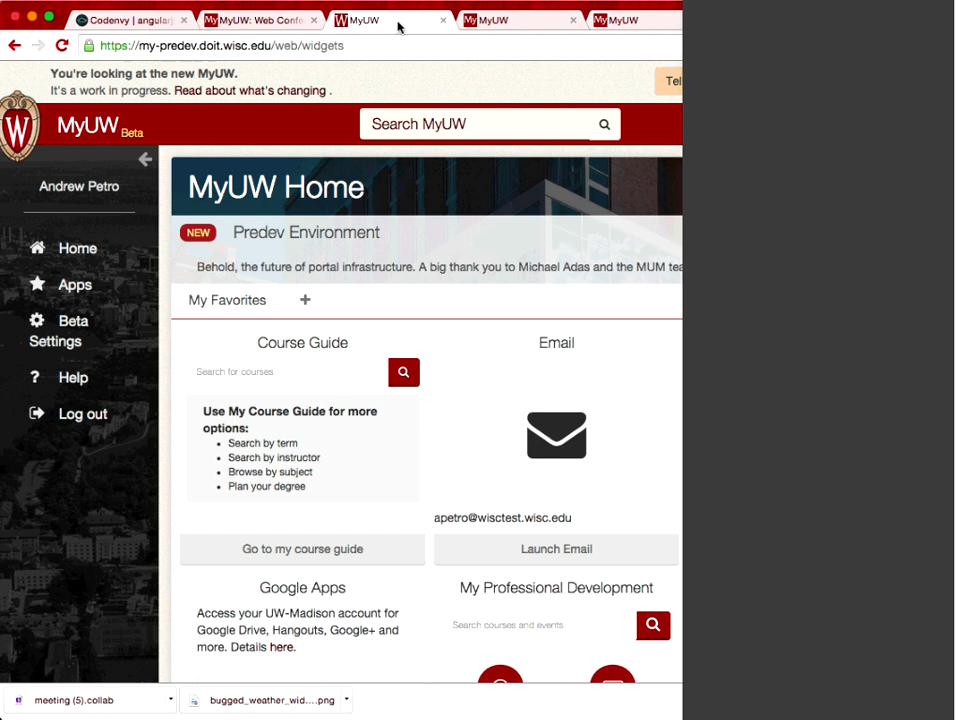 Codenvy | angularj
MyUW: Web Confe
MyUW
MyUW
MyUW
https://my-predev.doit.wisc.edu/web/widgets
You're looking at the new MyUW.
It's a work in progress. Read about what's changing .
Tel
W
MyUW Beta
Search MyUW
Andrew Petro
Home
Apps
Beta
Settings
Help
Log out
MyUW Home
NEW Predev Environment
Behold, the future of portal infrastructure. A big thank you to Michael Adas and the MUM tea
My Favorites +
Course Guide
Search for courses
Use My Course Guide for more
options:
• Search by term
• Search by instructor
• Browse by subject
• Plan your degree
Go to my course guide
Email
apetro@wisctest.wisc.edu
Launch Email
Google Apps
Access your UW-Madison account for
Google Drive, Hangouts, Google+ and
more. Details here.
My Professional Development
Search courses and events
meeting (5).collab
bugged_weather_wid....png